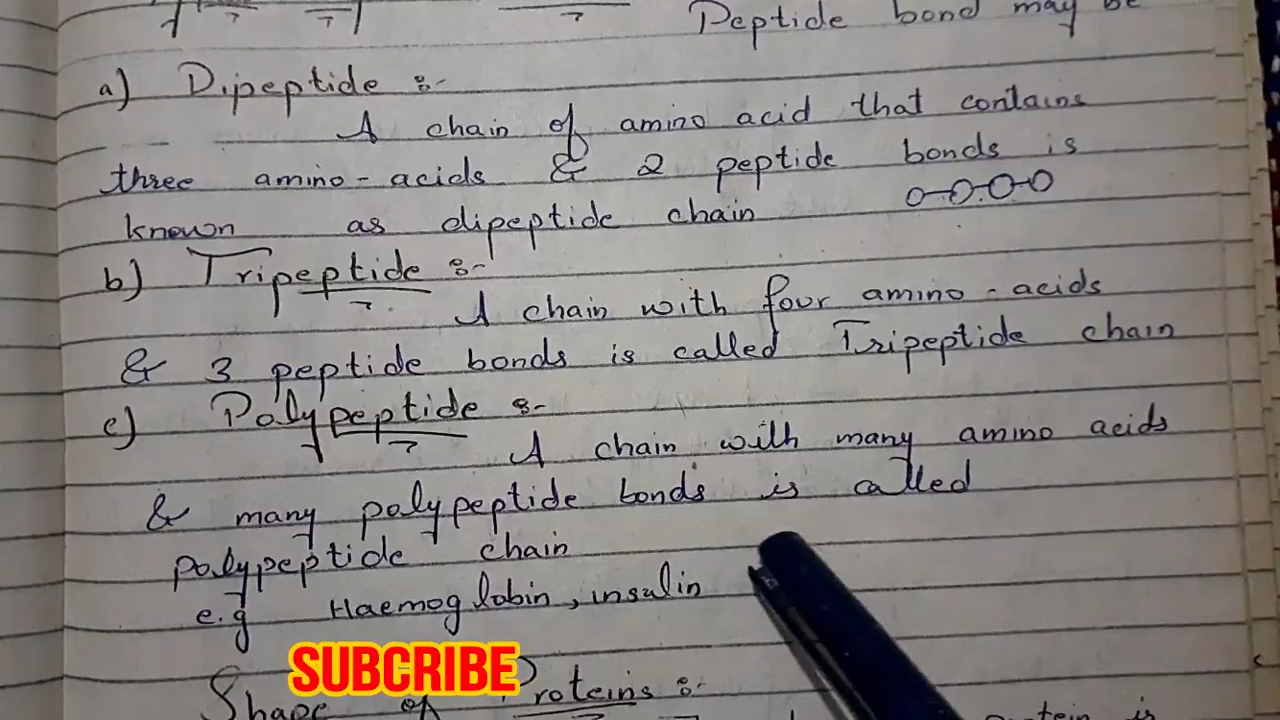 Peptide bond may be
a) Dipeptide :-
A chain of amino acid that contains
three amino-acids & 2 peptide bonds is
known as dipeptide chain
b) Tripeptide :-
A chain with four amino-acids
& 3 peptide bonds is called Tripeptide chain
c) Polypeptide :-
A chain with many amino acids
& many polypeptide bonds is called
polypeptide chain
e.g Haemoglobin, insulin
SUBCRIBE
Shape of Proteins :-
is